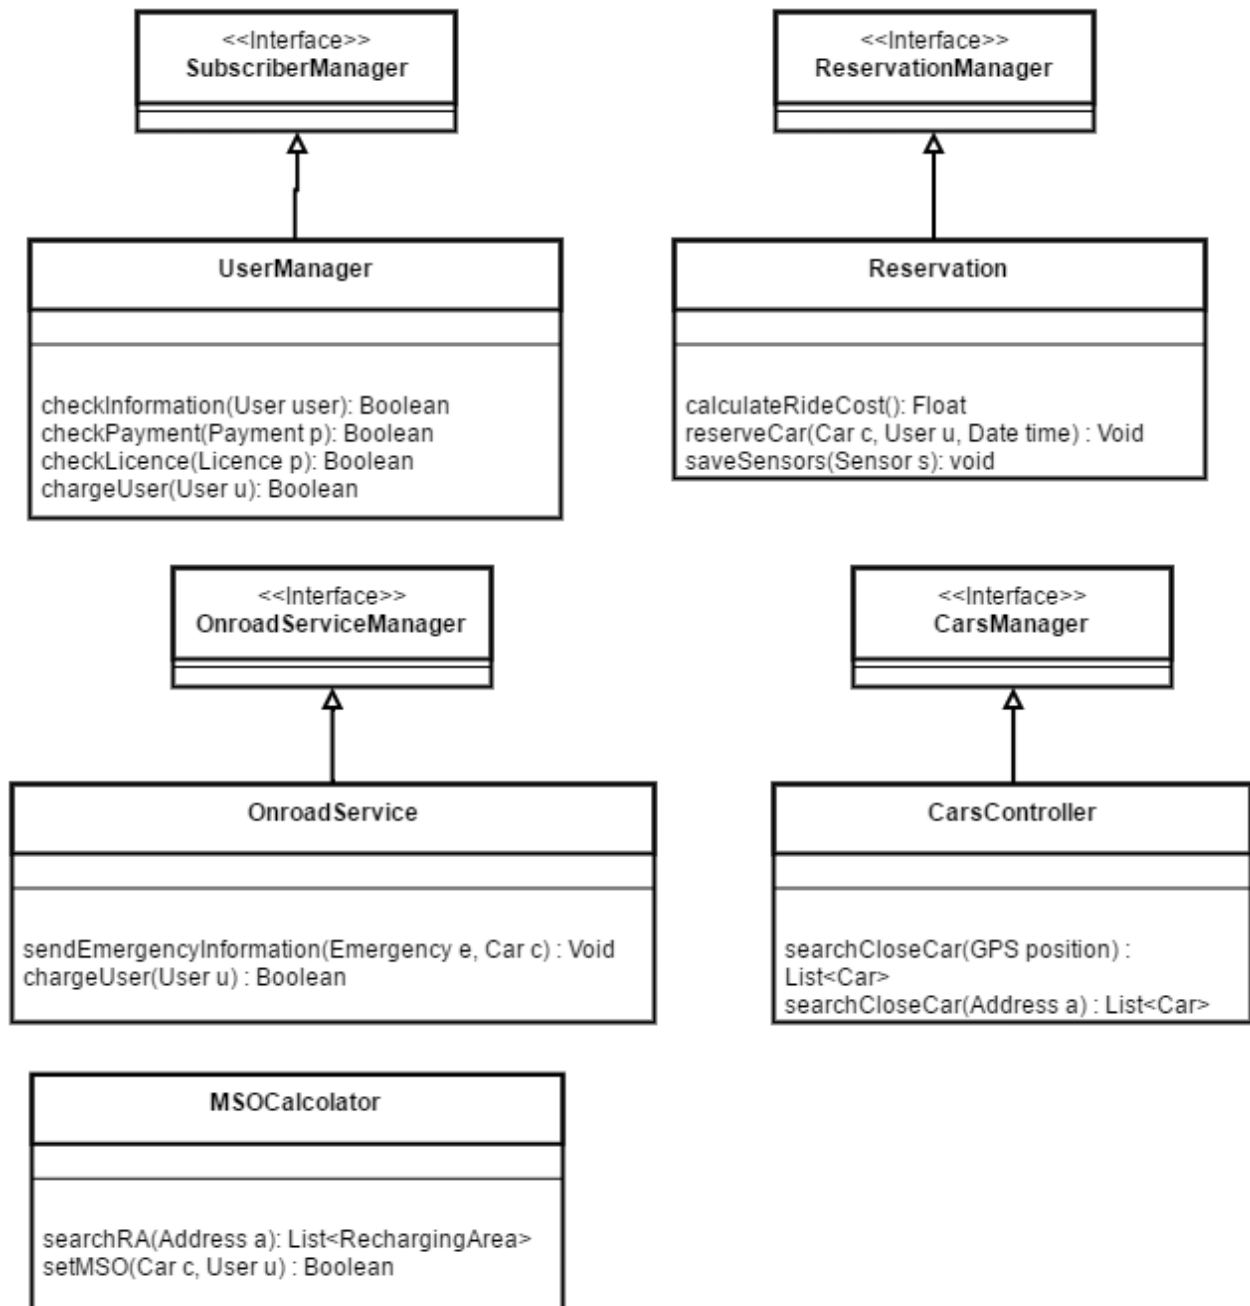 <<Interface>>
SubscriberManager
<<Interface>>
ReservationManager
UserManager
checkInformation(User user): Boolean
checkPayment(Payment p): Boolean
checkLicence(Licence p): Boolean
chargeUser(User u): Boolean
Reservation
calculateRideCost(): Float
reserveCar(Car c, User u, Date time) : Void
saveSensors(Sensor s): void
<<Interface>>
OnroadServiceManager
<<Interface>>
CarsManager
OnroadService
sendEmergencyInformation(Emergency e, Car c) : Void
chargeUser(User u) : Boolean
CarsController
searchCloseCar(GPS position) :
List<Car>
searchCloseCar(Address a) : List<Car>
MSOCalcolator
searchRA(Address a): List<RechargingArea>
setMSO(Car c, User u) : Boolean